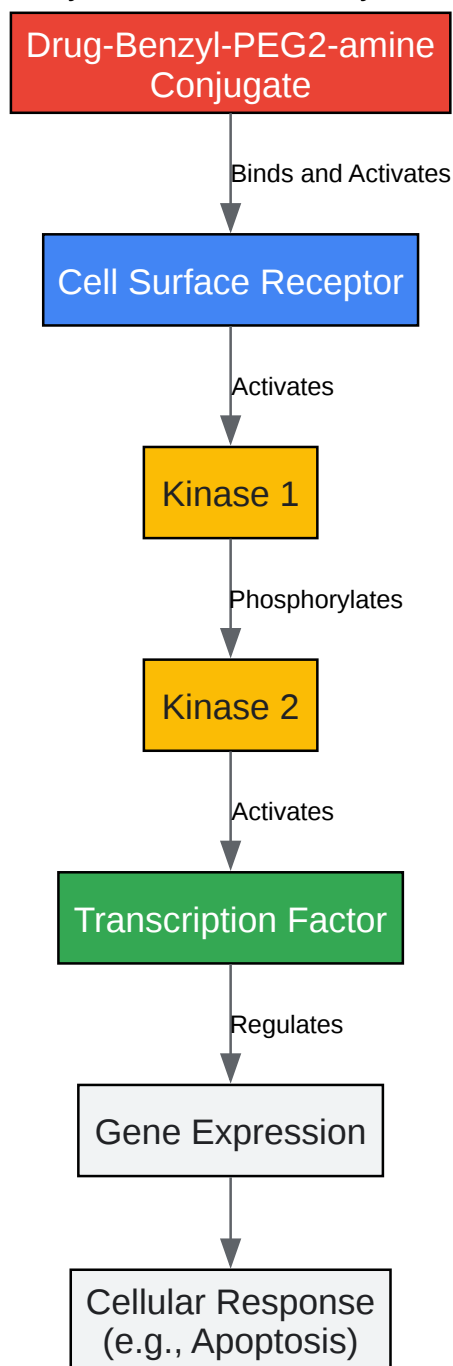 Drug-Benzyl-PEG2-amine
Conjugate
Binds and Activates
Cell Surface Receptor
Activates
Kinase 1
Phosphorylates
Kinase 2
Activates
Transcription Factor
Regulates
Gene Expression
Cellular Response
(e.g., Apoptosis)